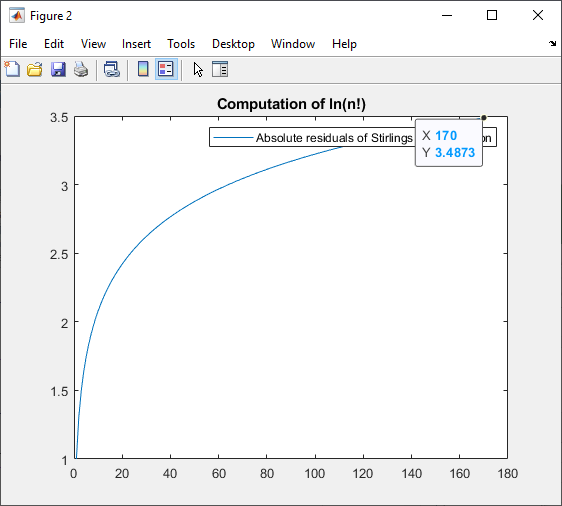 Figure 2
File Edit View Insert Tools Desktop Window Help
Computation of ln(n!)
3.5
Absolute residuals of Stirlings
X 170
Y 3.4873
3
2.5
2
1.5
1
0 20 40 60 80 100 120 140 160 180